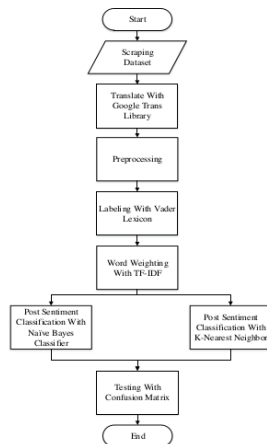 Start
Scraping
Dataset
Translate With
Google Trans
Library
Preprocessing
Labeling With Vader
Lexicon
Word Weighting
With TF-IDF
Post Sentiment
Classification With
Naïve Bayes
Classifier
Post Sentiment
Classification With
K-Nearest Neighbor
Testing With
Confusion Matrix
End